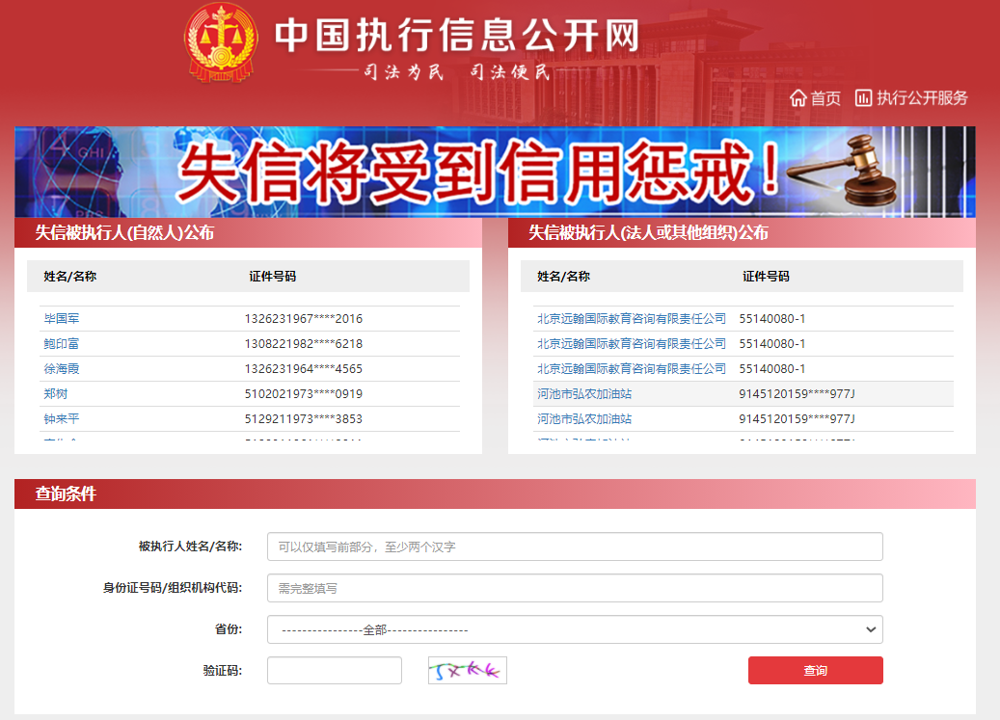 中国执行信息公开网
司法为民 司法便民
首页 执行公开服务
失信将受到信用惩戒!
失信被执行人(自然人)公布
姓名/名称 证件号码
毕国军 1326231967****2016
鲍印富 1308221982****6218
徐海霞 1326231964****4565
郑树 5102021973****0919
钟来平 5129211973****3853
失信被执行人(法人或其他组织)公布
姓名/名称 证件号码
北京远翰国际教育咨询有限责任公司 55140080-1
北京远翰国际教育咨询有限责任公司 55140080-1
北京远翰国际教育咨询有限责任公司 55140080-1
河池市弘农加油站 9145120159****977J
河池市弘农加油站 9145120159****977J
查询条件
被执行人姓名/名称: 可以仅填写前部分，至少两个汉字
身份证号码/组织机构代码: 需完整填写
省份: ----------------全部----------------
验证码: 查询